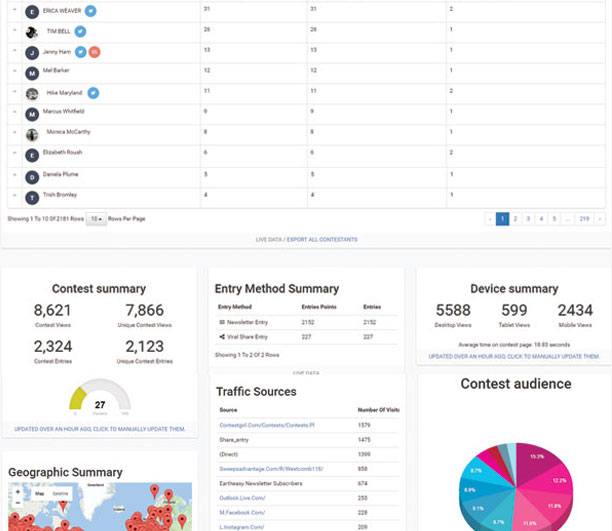 E ERICA WEAVER 31 31 2
TIM BELL 26 26 1
J Jenny Ham 13 13 1
M Mel Barker 12 12 1
Hike Maryland 11 11 2
M Marcus Whitfield 9 9 1
Monica McCarthy 8 8 1
E Elizabeth Roush 6 6 2
D Daniela Plume 5 5 1
T Trish Bromley 4 4 1
Showing 1 To 10 Of 2181 Rows 10 Rows Per Page
1 2 3 4 5 ... 219
LIVE DATA / EXPORT ALL CONTESTANTS
Contest summary
8,621 7,866
Contest Views Unique Contest Views
2,324 2,123
Contest Entries Unique Contest Entries
27
UPDATED OVER AN HOUR AGO, CLICK TO MANUALLY UPDATE THEM.
Entry Method Summary
Entry Method Entries Points Entries
Newsletter Entry 2152 2152
Viral Share Entry 227 227
Showing 1 To 2 Of 2 Rows
LIVE DATA
Device summary
5588 599 2434
Desktop Views Tablet Views Mobile Views
Average time on contest page: 18.83 seconds
UPDATED OVER AN HOUR AGO, CLICK TO MANUALLY UPDATE THEM.
Geographic Summary
Map Satellite
Greenland
Traffic Sources
Source Number Of Visits
Contestgirl.Com/Contests/Contests.Pl 1579
Share_entry 1475
(Direct) 1399
Sweepsadvantage.Com/R/Westcomb115/ 858
Eartheasy Newsletter Subscribers 674
Outlook.Live.Com/ 250
M.Facebook.Com/ 228
L.Instagram.Com/ 209
Contest audience
15.3%
12.2%
11.8%
11.8%
8.7%
9.1%
8.9%
8.7%